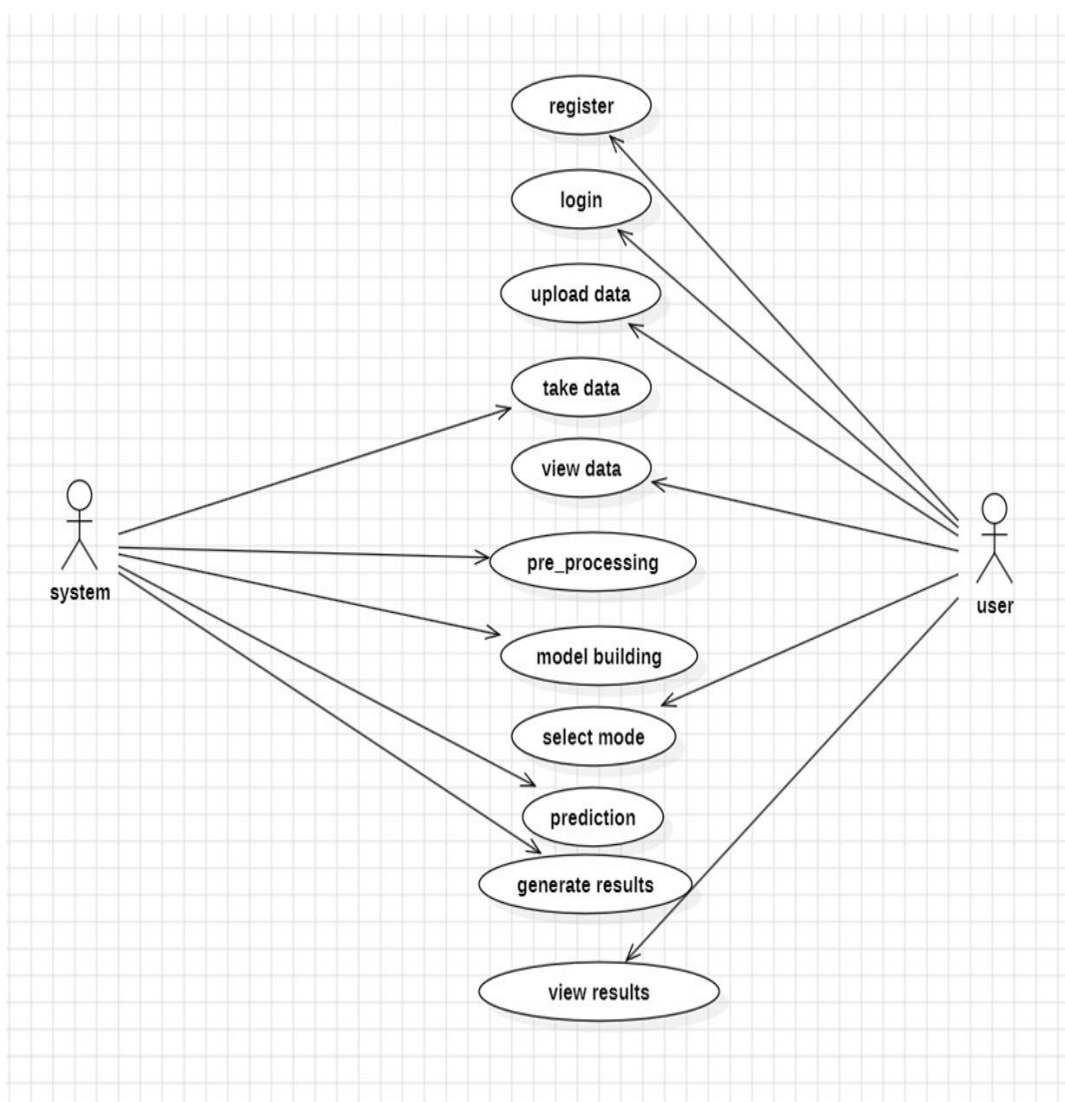 register
login
upload data
take data
view data
pre_processing
system
user
model building
select mode
prediction
generate results
view results